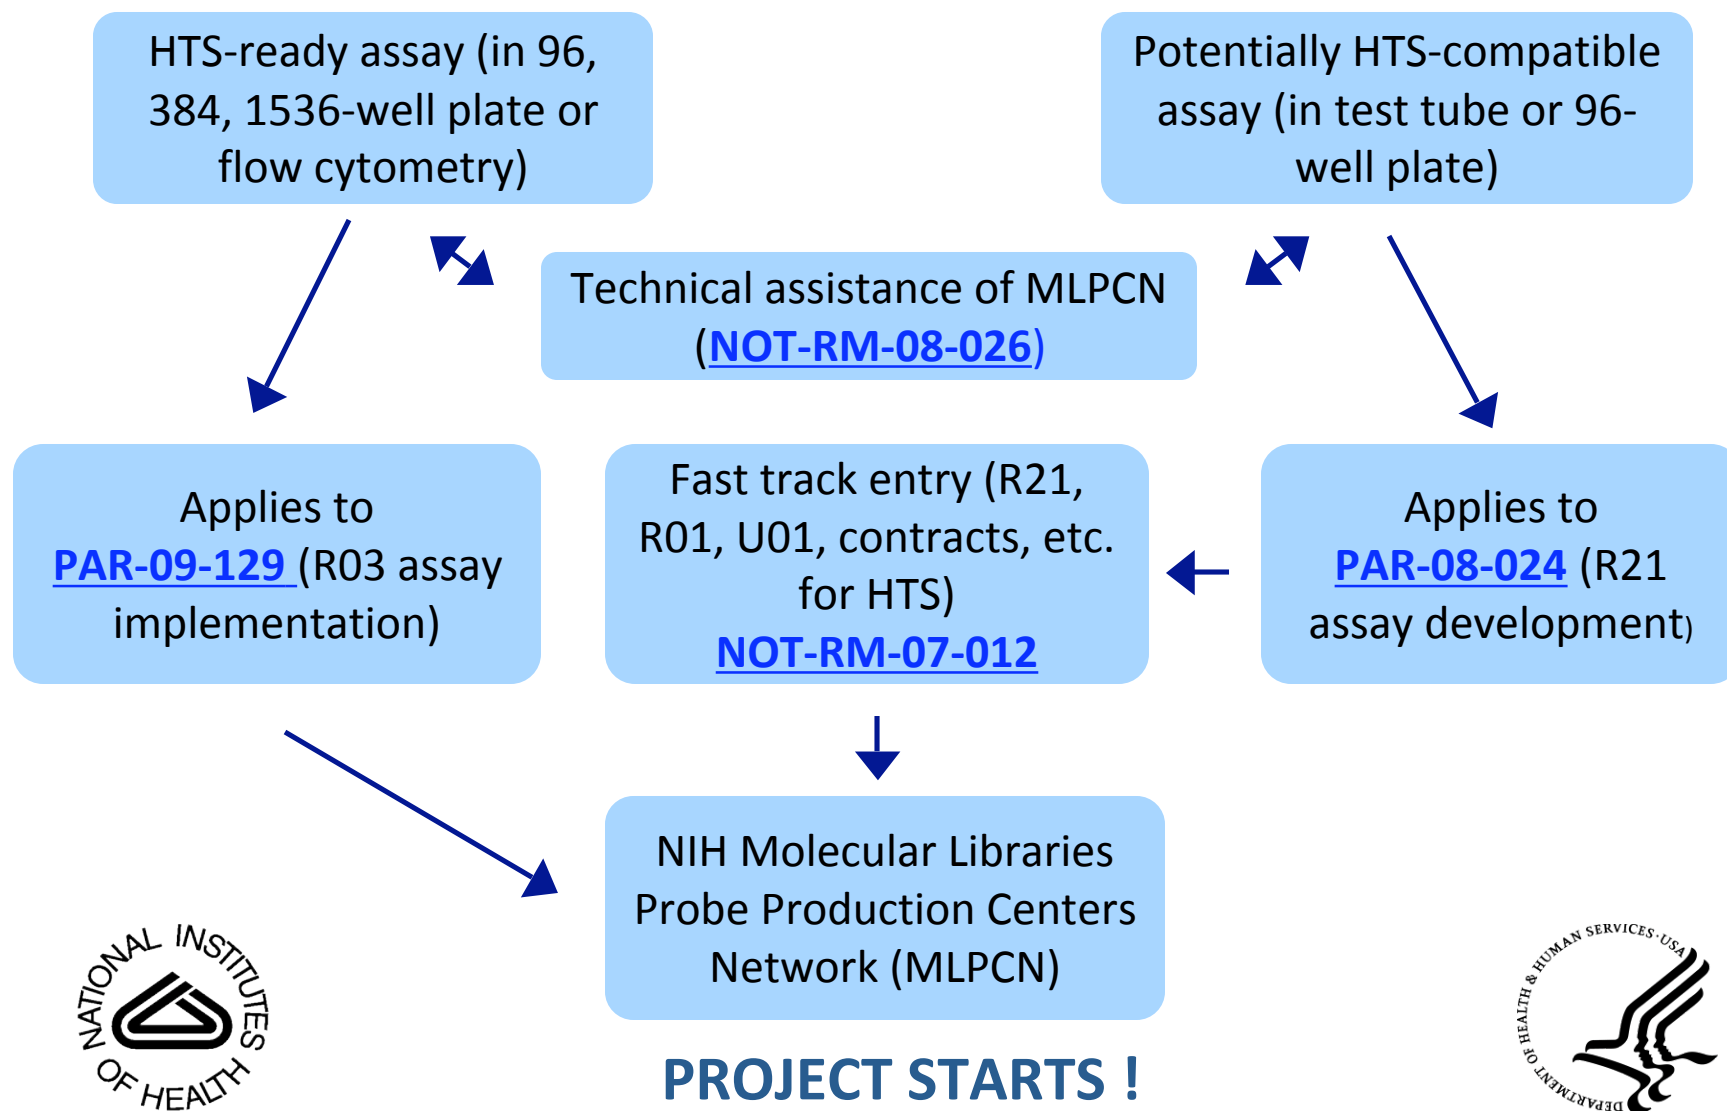 HTS-ready assay (in 96,
384, 1536-well plate or
flow cytometry)
Potentially HTS-compatible
assay (in test tube or 96-
well plate)
Technical assistance of MLPCN
(NOT-RM-08-026)
Applies to
PAR-09-129 (R03 assay
implementation)
Fast track entry (R21,
R01, U01, contracts, etc.
for HTS)
NOT-RM-07-012
Applies to
PAR-08-024 (R21
assay development)
NIH Molecular Libraries
Probe Production Centers
Network (MLPCN)
NATIONAL INSTITUTES
OF HEALTH
PROJECT STARTS !
DEPARTMENT OF HEALTH & HUMAN SERVICES · USA